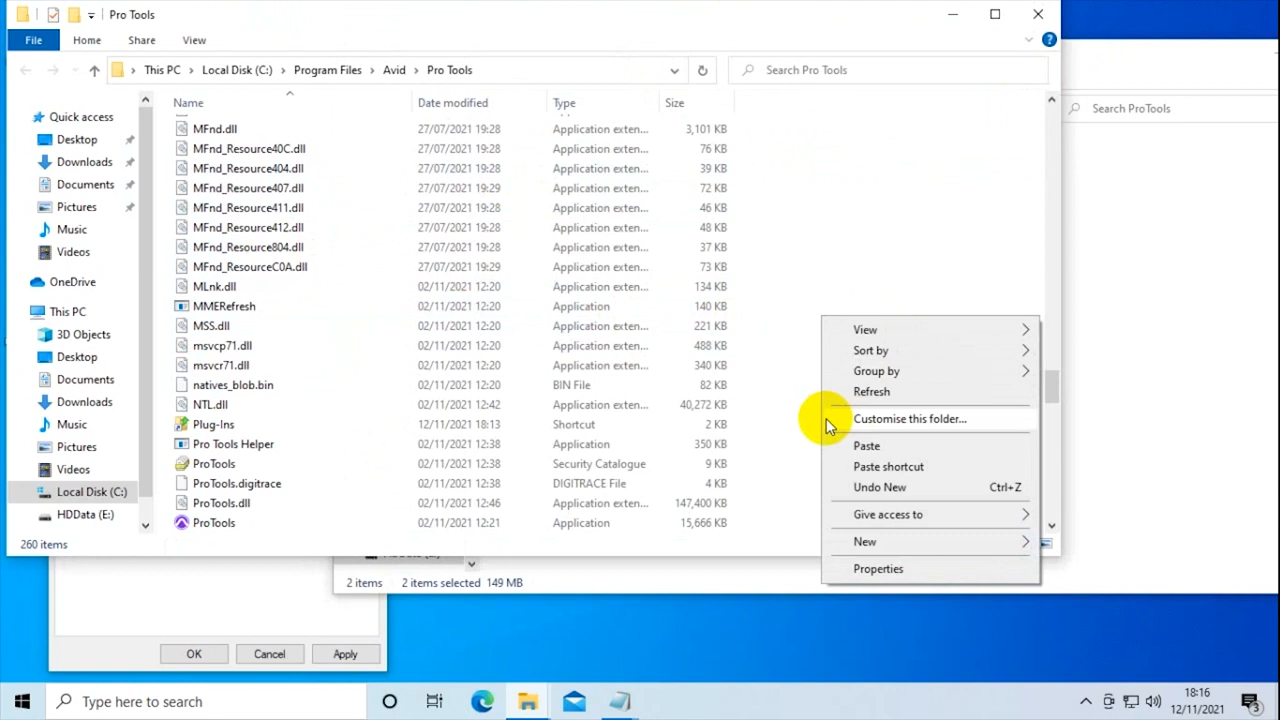 Pro Tools
File Home Share View
This PC Local Disk (C:) Program Files Avid Pro Tools
Search Pro Tools
Search ProTools
Name Date modified Type Size
Quick access
Desktop
Downloads
Documents
Pictures
Music
Videos
OneDrive
This PC
3D Objects
Desktop
Documents
Downloads
Music
Pictures
Videos
Local Disk (C:)
HDData (E:)
MFnd.dll 27/07/2021 19:28 Application exten... 3,101 KB
MFnd_Resource40C.dll 27/07/2021 19:28 Application exten... 76 KB
MFnd_Resource404.dll 27/07/2021 19:28 Application exten... 39 KB
MFnd_Resource407.dll 27/07/2021 19:29 Application exten... 72 KB
MFnd_Resource411.dll 27/07/2021 19:28 Application exten... 46 KB
MFnd_Resource412.dll 27/07/2021 19:28 Application exten... 48 KB
MFnd_Resource804.dll 27/07/2021 19:28 Application exten... 37 KB
MFnd_ResourceC0A.dll 27/07/2021 19:29 Application exten... 73 KB
MLnk.dll 02/11/2021 12:20 Application exten... 134 KB
MMERefresh 02/11/2021 12:20 Application 140 KB
MSS.dll 02/11/2021 12:20 Application exten... 221 KB
msvcp71.dll 02/11/2021 12:20 Application exten... 488 KB
msvcr71.dll 02/11/2021 12:20 Application exten... 340 KB
natives_blob.bin 02/11/2021 12:20 BIN File 82 KB
NTL.dll 02/11/2021 12:42 Application exten... 40,272 KB
Plug-Ins 12/11/2021 18:13 Shortcut 2 KB
Pro Tools Helper 02/11/2021 12:38 Application 350 KB
ProTools 02/11/2021 12:38 Security Catalogue 9 KB
ProTools.digitrace 02/11/2021 12:38 DIGITRACE File 4 KB
ProTools.dll 02/11/2021 12:46 Application exten... 147,400 KB
ProTools 02/11/2021 12:21 Application 15,666 KB
View
Sort by
Group by
Refresh
Customise this folder...
Paste
Paste shortcut
Undo New Ctrl+Z
Give access to
New
Properties
260 items
2 items 2 items selected 149 MB
OK Cancel Apply
Type here to search
18:16
12/11/2021
3